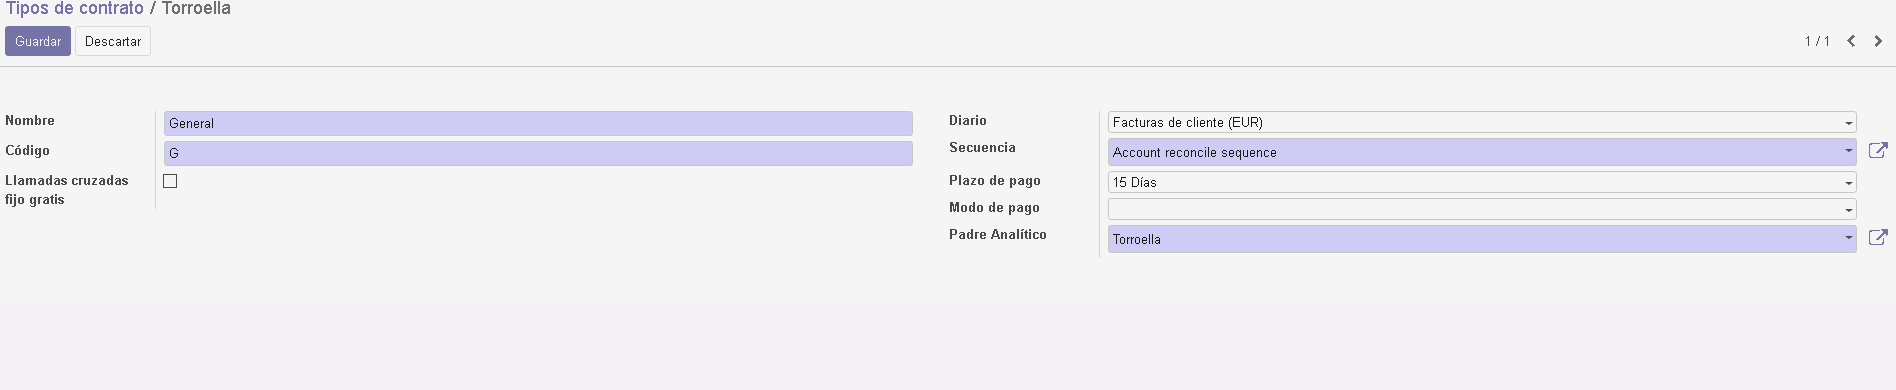 Tipos de contrato / Torroella
Guardar Descartar
1 / 1
Nombre General
Código G
Llamadas cruzadas
fijo gratis
Diario Facturas de cliente (EUR)
Secuencia Account reconcile sequence
Plazo de pago 15 Días
Modo de pago
Padre Analítico Torroella